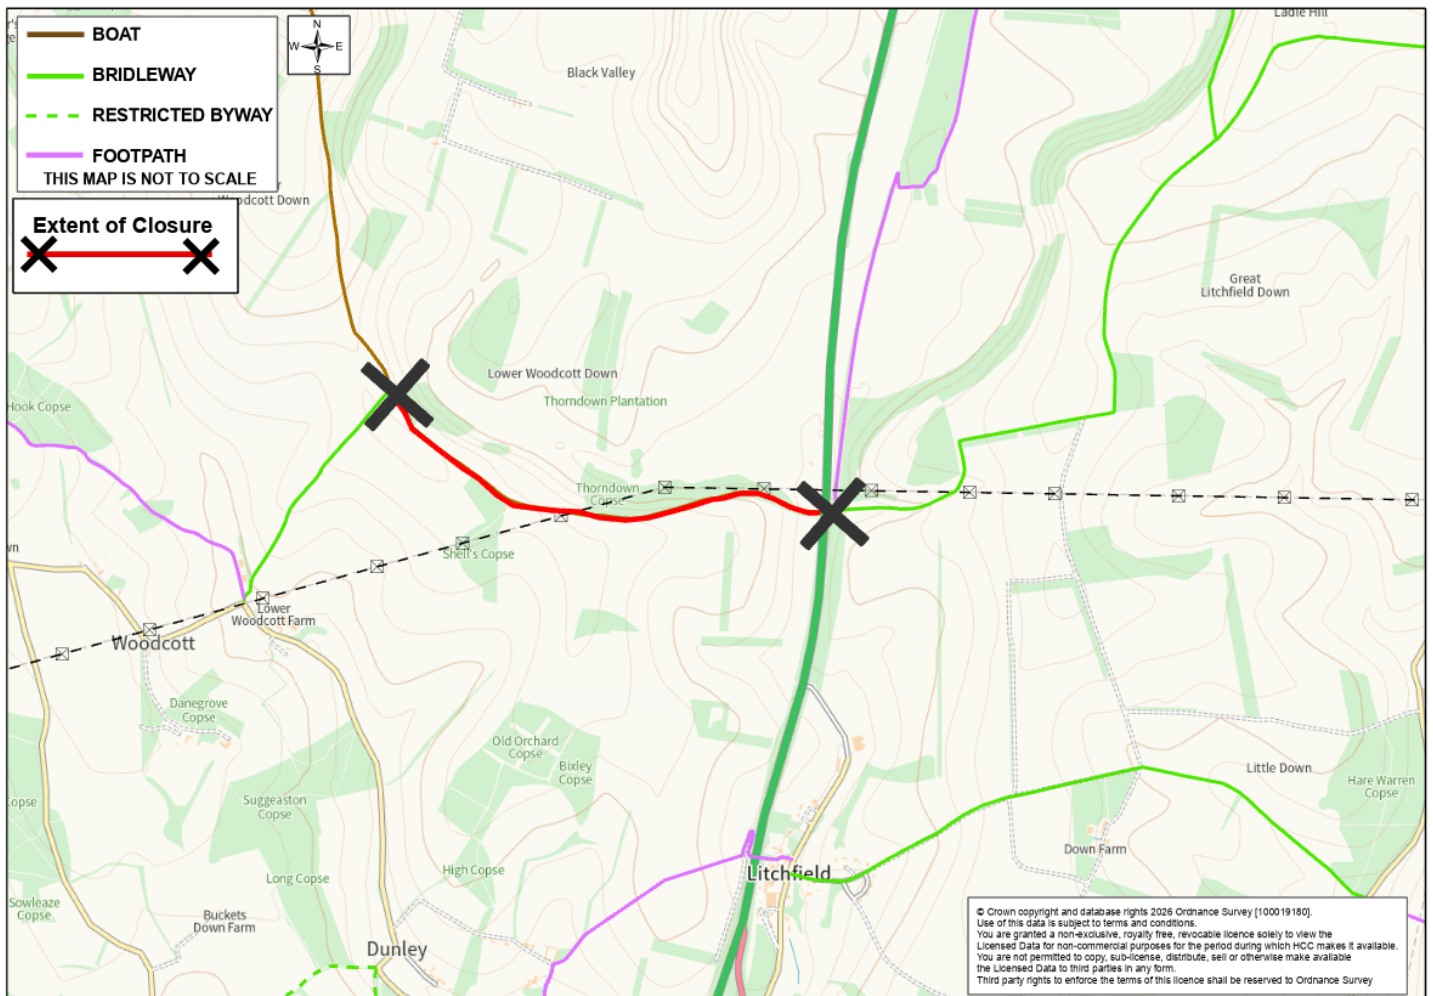 BOAT
BRIDLEWAY
RESTRICTED BYWAY
FOOTPATH
THIS MAP IS NOT TO SCALE
Extent of Closure
N
W E
S
Ladle Hill
Black Valley
Woodcott Down
Great
Litchfield Down
Lower Woodcott Down
Thorndown Plantation
Hook Copse
Thorndown
Copse
Shell's Copse
Lower
Woodcott Farm
Woodcott
Danegrove
Copse
Old Orchard
Copse
Bixley
Copse
Little Down
Hare Warren
Copse
Suggeaston
Copse
Copse
Down Farm
High Copse
Litchfield
Long Copse
Sowleaze
Copse
Buckets
Down Farm
Dunley
© Crown copyright and database rights 2026 Ordnance Survey [100019180].
Use of this data is subject to terms and conditions.
You are granted a non-exclusive, royalty free, revocable licence solely to view the
Licensed Data for non-commercial purposes for the period during which HCC makes it available.
You are not permitted to copy, sub-license, distribute, sell or otherwise make available
the Licensed Data to third parties in any form.
Third party rights to enforce the terms of this licence shall be reserved to Ordnance Survey